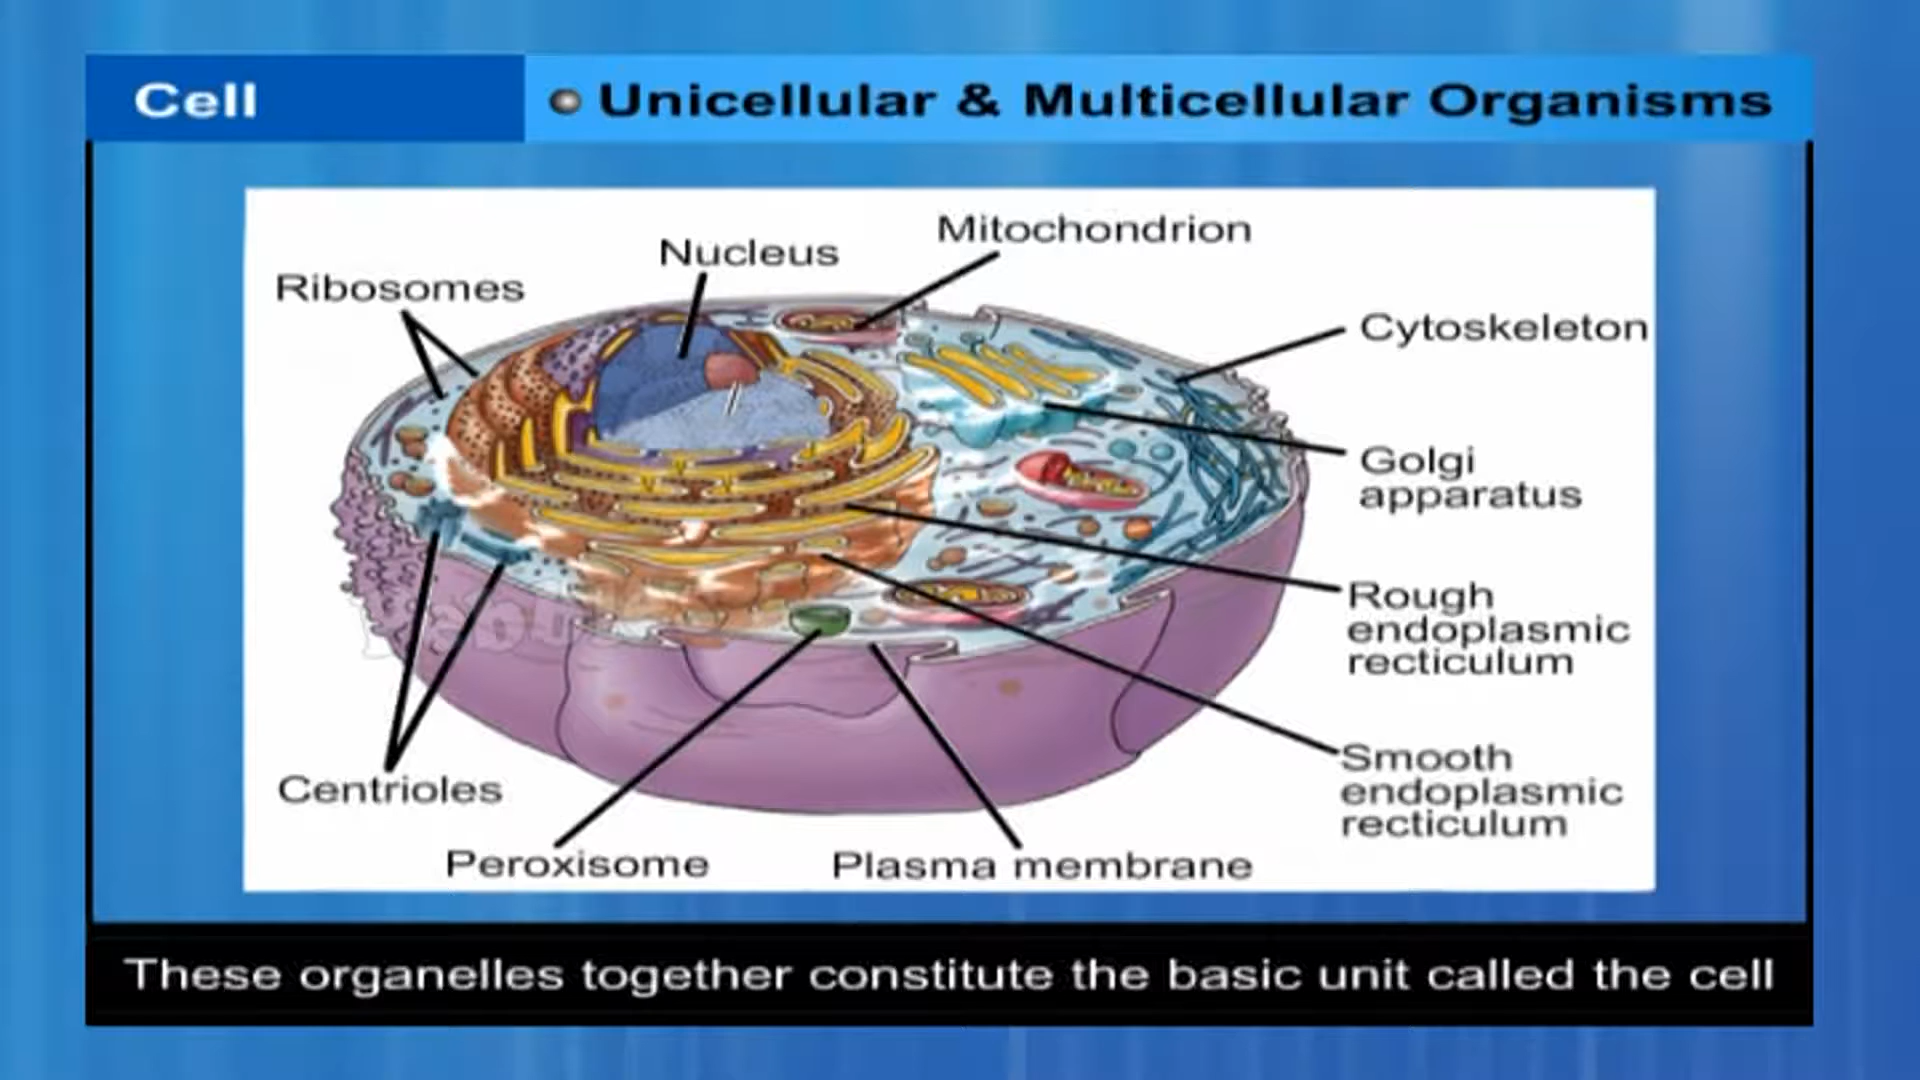 Cell
Unicellular & Multicellular Organisms
Mitochondrion
Nucleus
Ribosomes
Cytoskeleton
Golgi
apparatus
Rough
endoplasmic
recticulum
Smooth
endoplasmic
recticulum
Centrioles
Peroxisome
Plasma membrane
These organelles together constitute the basic unit called the cell